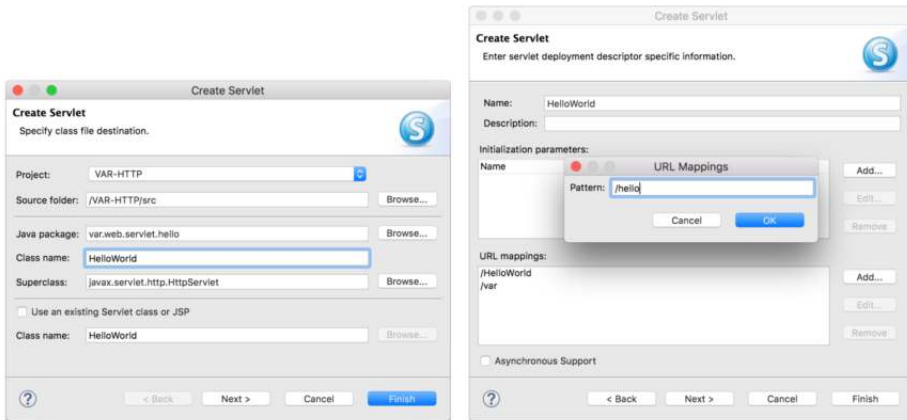 Create Servlet
Create Servlet
Specify class file destination.
S
Project: VAR-HTTP
Source folder: /VAR-HTTP/src Browse...
Java package: var.web.servlet.hello Browse...
Class name: HelloWorld
Superclass: javax.servlet.http.HttpServlet Browse...
Use an existing Servlet class or JSP
Class name: HelloWorld Browse...
? < Back Next > Cancel Finish
Create Servlet
Create Servlet
Enter servlet deployment descriptor specific information.
S
Name: HelloWorld
Description:
Initialization parameters:
Name
Add...
Edit...
Remove
URL Mappings
Pattern: /hello
Cancel OK
URL mappings:
/HelloWorld
/var
Add...
Edit...
Remove
Asynchronous Support
? < Back Next > Cancel Finish